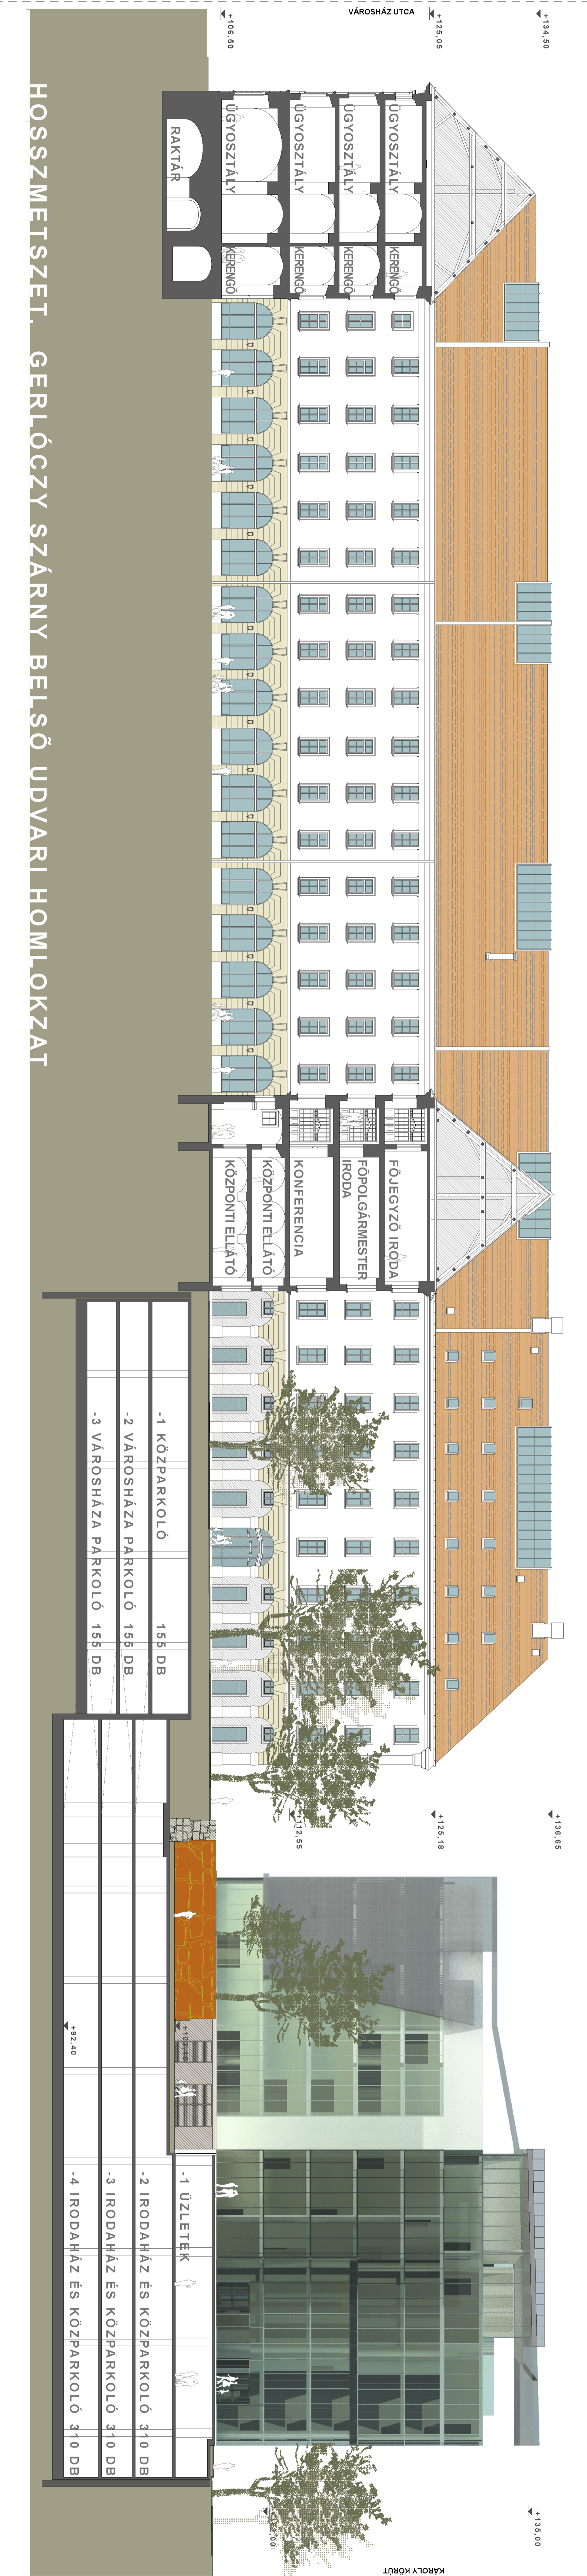 VÁROSHÁZ UTCA
+106,50
+125,05
+134,50
ÜGYOSZTÁLY
ÜGYOSZTÁLY
ÜGYOSZTÁLY
ÜGYOSZTÁLY
RAKTÁR
KERENGŐ
KERENGŐ
KERENGŐ
KERENGŐ
FŐJEGYZŐ IRODA
FŐPOLGÁRMESTER
IRODA
KONFERENCIA
KÖZPONTI ELLÁTÓ
KÖZPONTI ELLÁTÓ
-1 KÖZPARKOLÓ 155 DB
-2 VÁROSHÁZA PARKOLÓ 155 DB
-3 VÁROSHÁZA PARKOLÓ 155 DB
+136,65
+125,18
+112,55
+102,40
+92,40
-1 ÜZLETEK
-2 IRODAHÁZ ÉS KÖZPARKOLÓ 310 DB
-3 IRODAHÁZ ÉS KÖZPARKOLÓ 310 DB
-4 IRODAHÁZ ÉS KÖZPARKOLÓ 310 DB
+135,00
KÁROLY KÖRÚT
HOSSZMETSZET, GERLÓCZY SZÁRNY BELSŐ UDVARI HOMLOKZAT